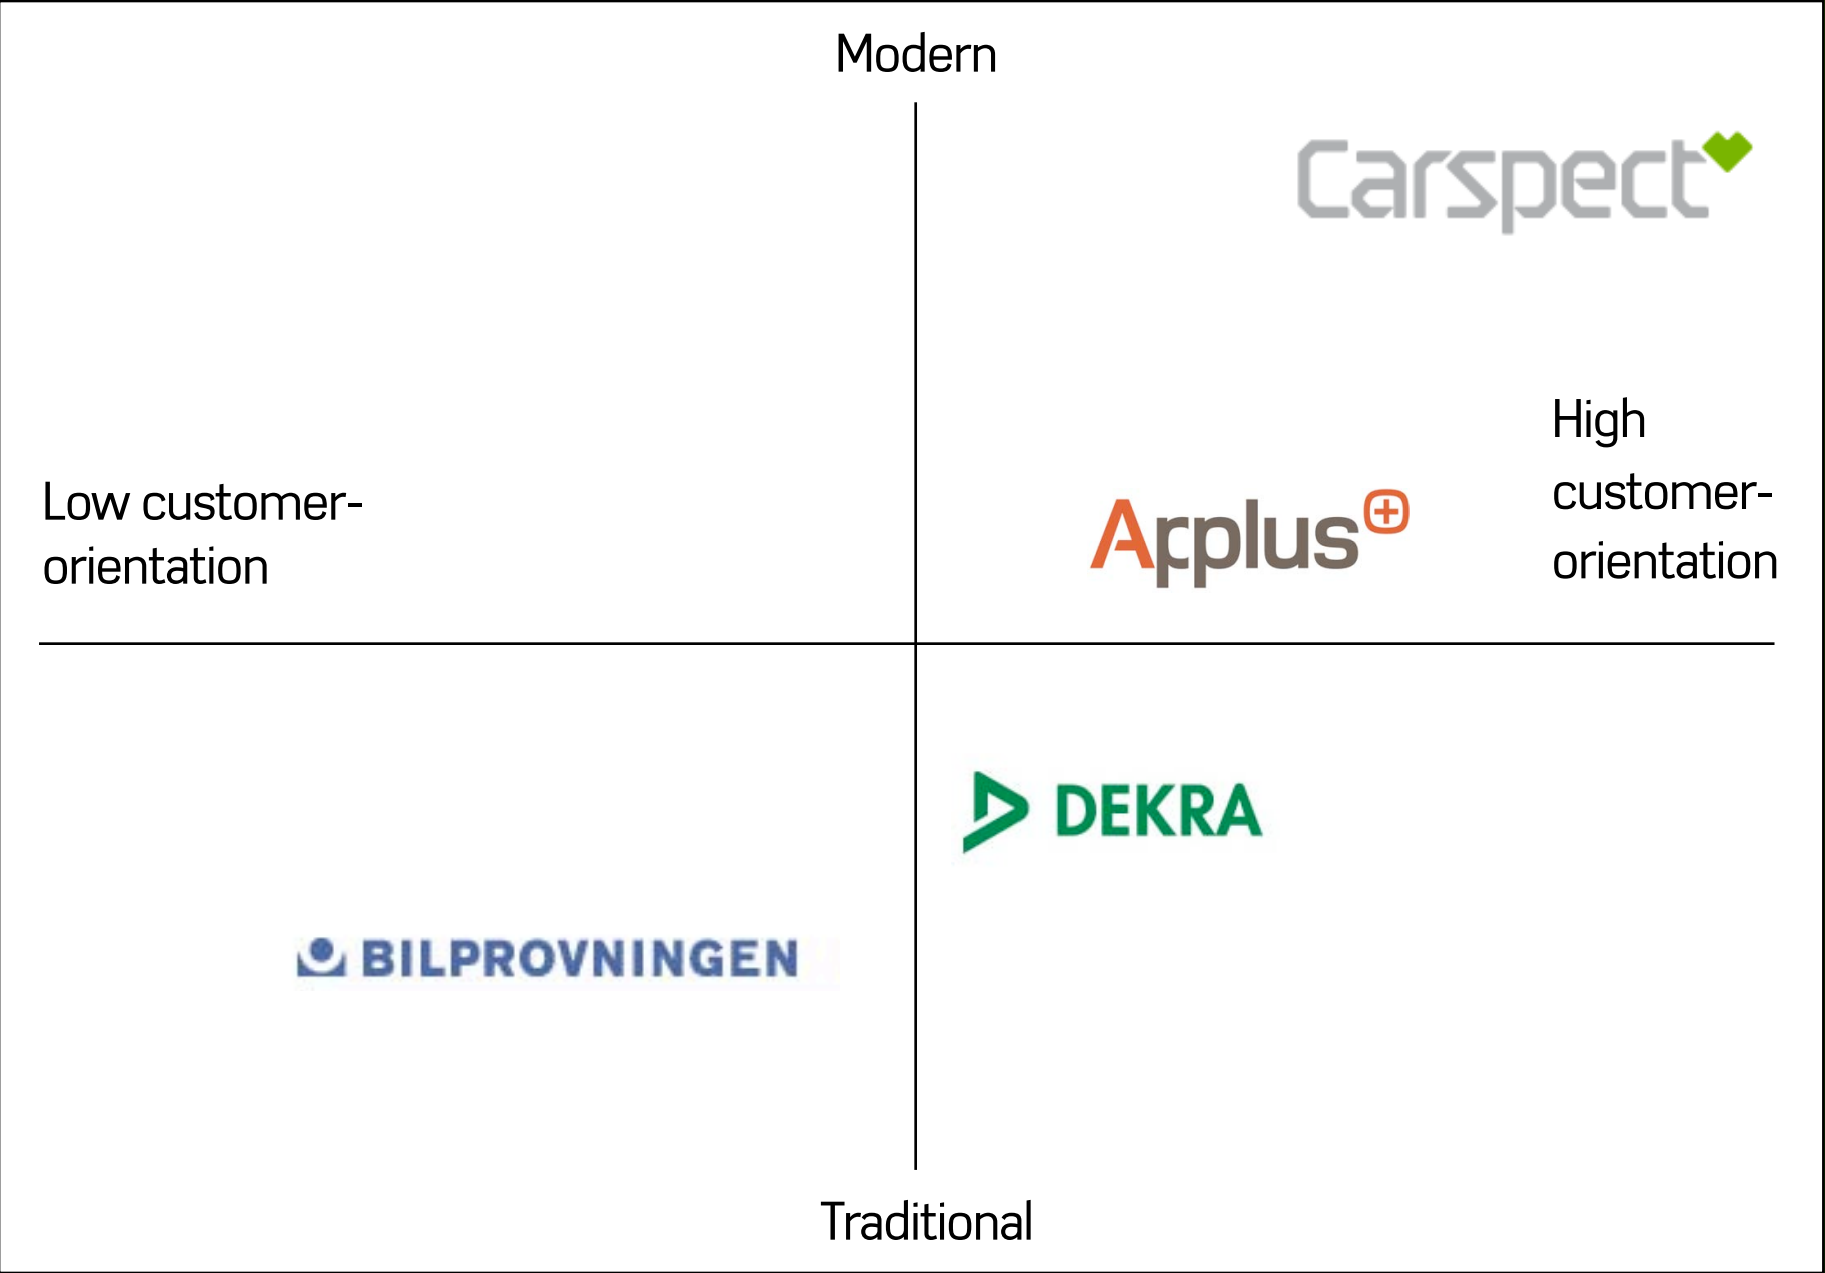 Modern
Carspect
High
customer-
orientation
Low customer-
orientation
Applus+
DEKRA
BILPROVNINGEN
Traditional